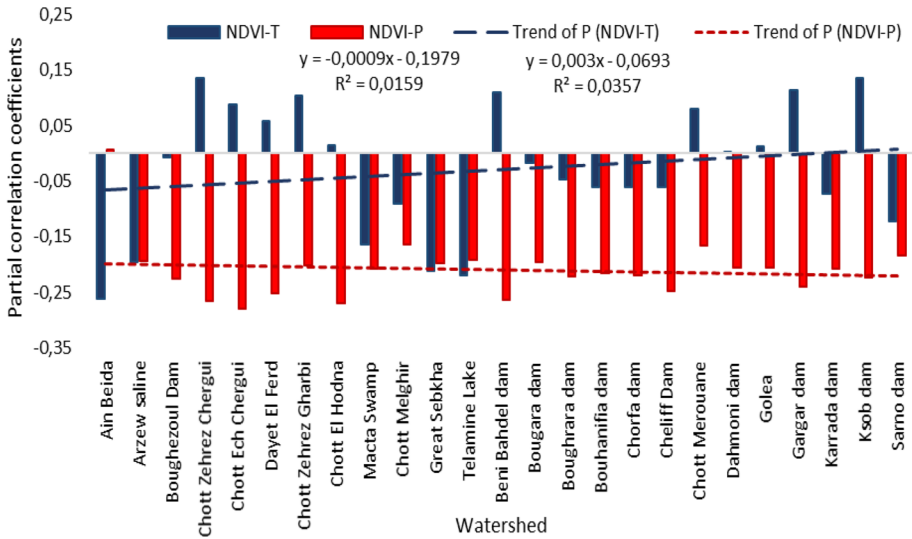 0,25
0,15
0,05
-0,05
-0,15
-0,25
-0,35
Partial correlation coefficients
NDVI-T
NDVI-P
Trend of P (NDVI-T)
Trend of P (NDVI-P)
y = -0,0009x - 0,1979
R² = 0,0159
y = 0,003x - 0,0693
R² = 0,0357
Ain Beida
Arzew saline
Boughezoul Dam
Chott Zehrez Chergui
Chott Ech Chergui
Dayet El Ferd
Chott Zehrez Gharbi
Chott El Hodna
Macta Swamp
Chott Melghir
Great Sebkha
Telamine Lake
Beni Bahdel dam
Bougara dam
Boughrara dam
Bouhanifia dam
Chorfa dam
Cheliff Dam
Chott Merouane
Dahmoni dam
Golea
Gargar dam
Karrada dam
Ksob dam
Sarno dam
Watershed